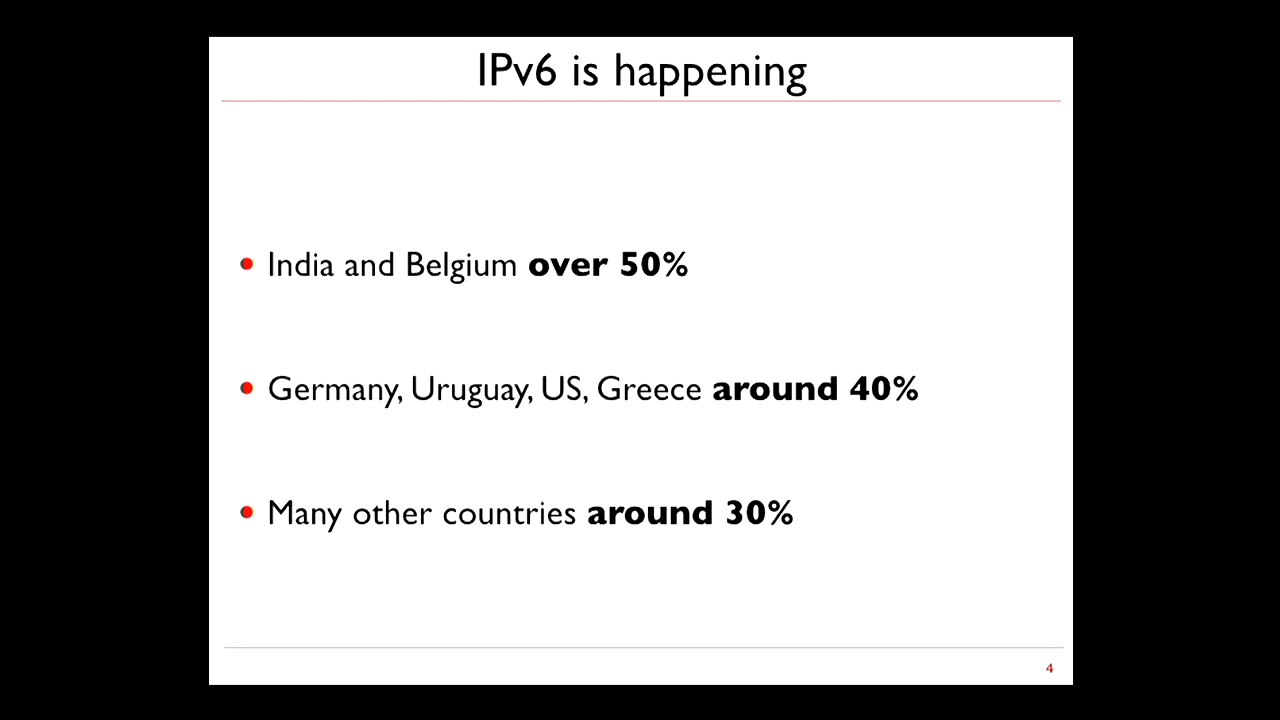 IPv6 is happening
• India and Belgium over 50%
• Germany, Uruguay, US, Greece around 40%
• Many other countries around 30%
4